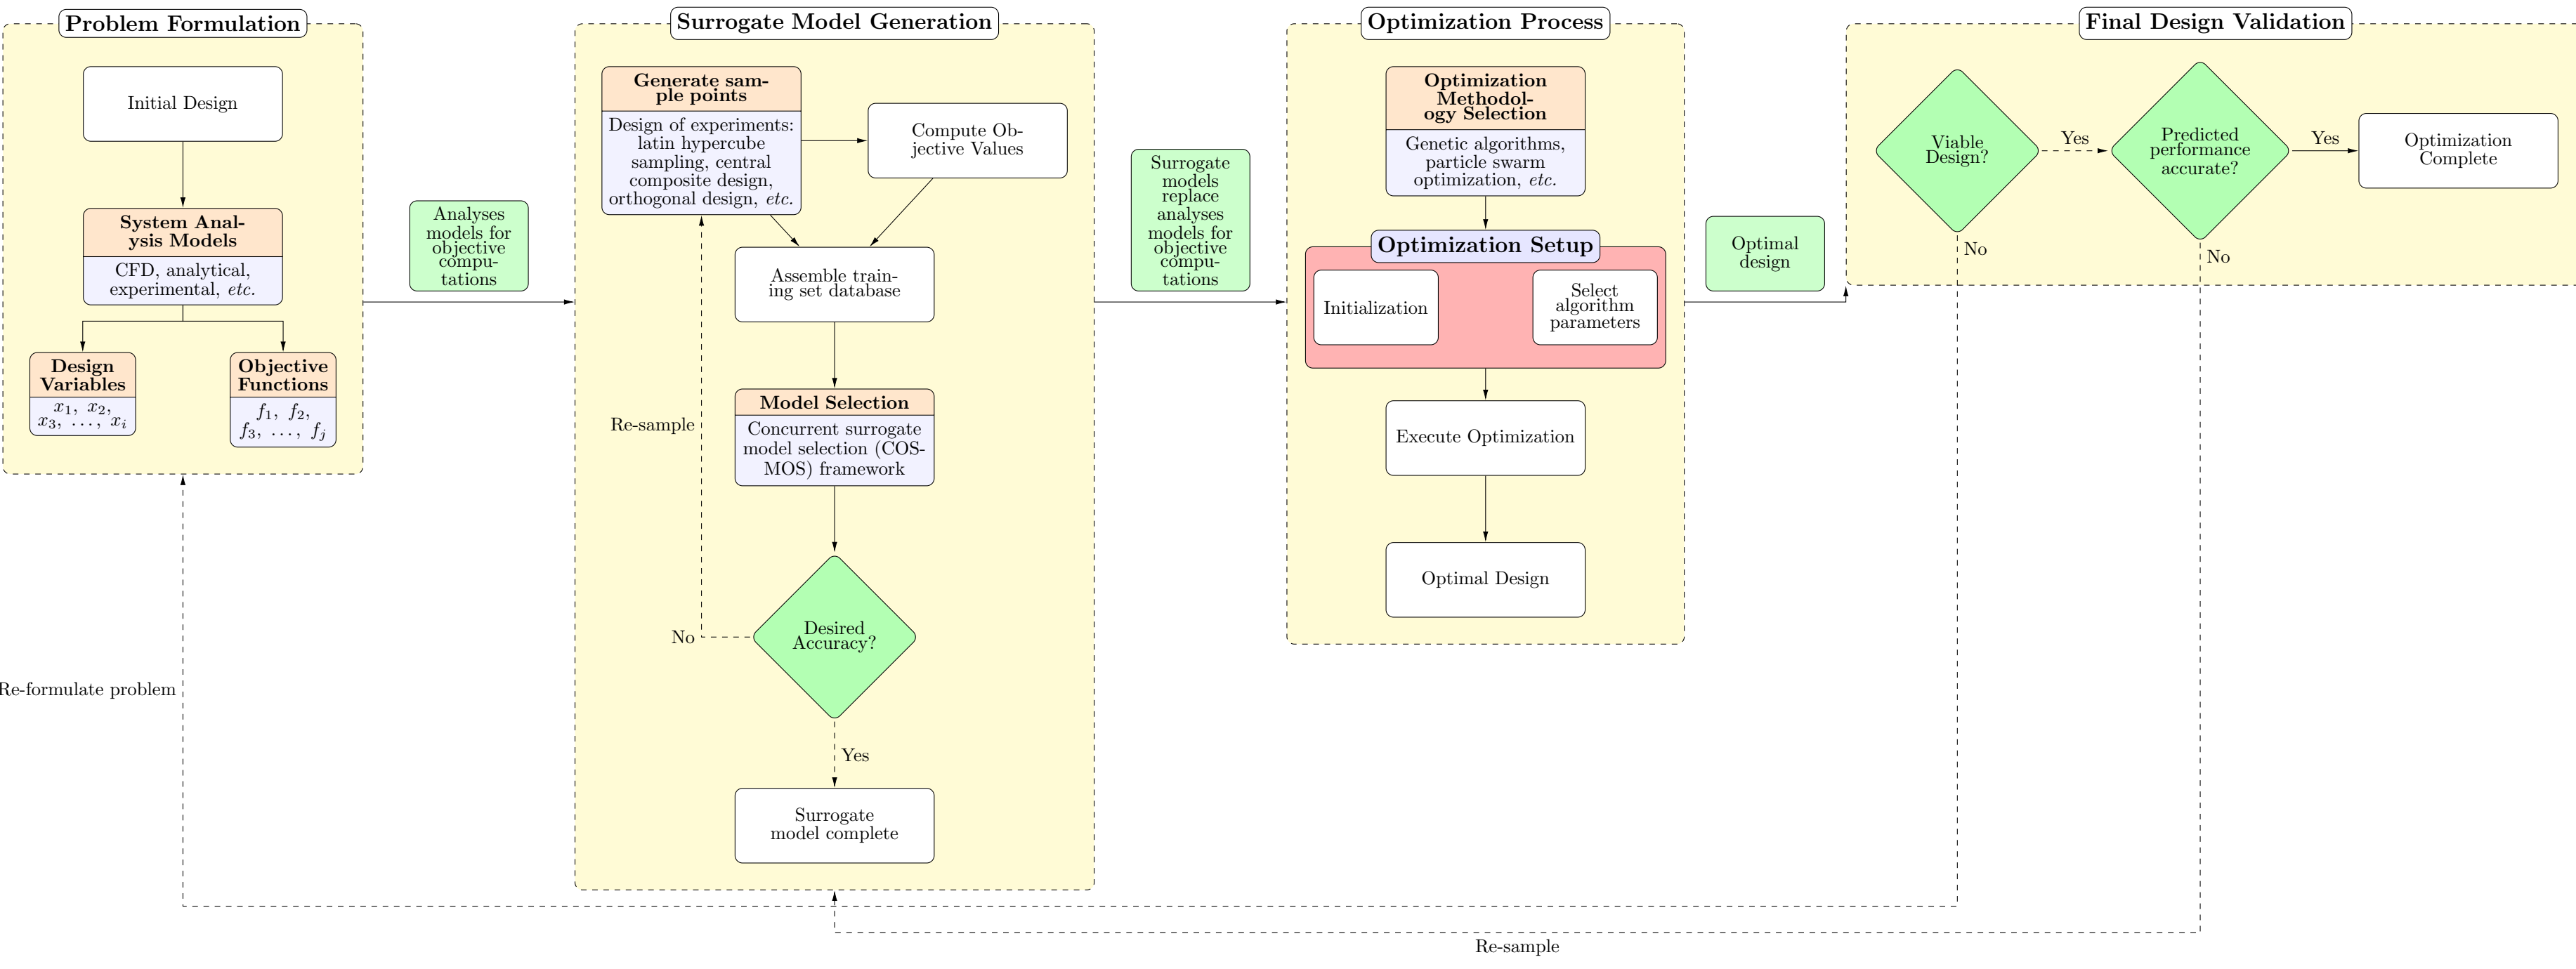 Problem Formulation
Initial Design
System Anal-
ysis Models
CFD, analytical,
experimental, etc.
Design
Variables
x₁, x₂,
x₃, …, xᵢ
Objective
Functions
f₁, f₂,
f₃, …, fⱼ
Re-formulate problem
Analyses
models for
objective
compu-
tations
Surrogate Model Generation
Generate sam-
ple points
Design of experiments:
latin hypercube
sampling, central
composite design,
orthogonal design, etc.
Compute Ob-
jective Values
Assemble train-
ing set database
Re-sample
Model Selection
Concurrent surrogate
model selection (COS-
MOS) framework
No
Desired
Accuracy?
Yes
Surrogate
model complete
Surrogate
models
replace
analyses
models for
objective
compu-
tations
Optimization Process
Optimization
Methodol-
ogy Selection
Genetic algorithms,
particle swarm
optimization, etc.
Optimization Setup
Initialization
Select
algorithm
parameters
Execute Optimization
Optimal Design
Optimal
design
Final Design Validation
Viable
Design?
Yes
No
Predicted
performance
accurate?
Yes
No
Optimization
Complete
Re-sample